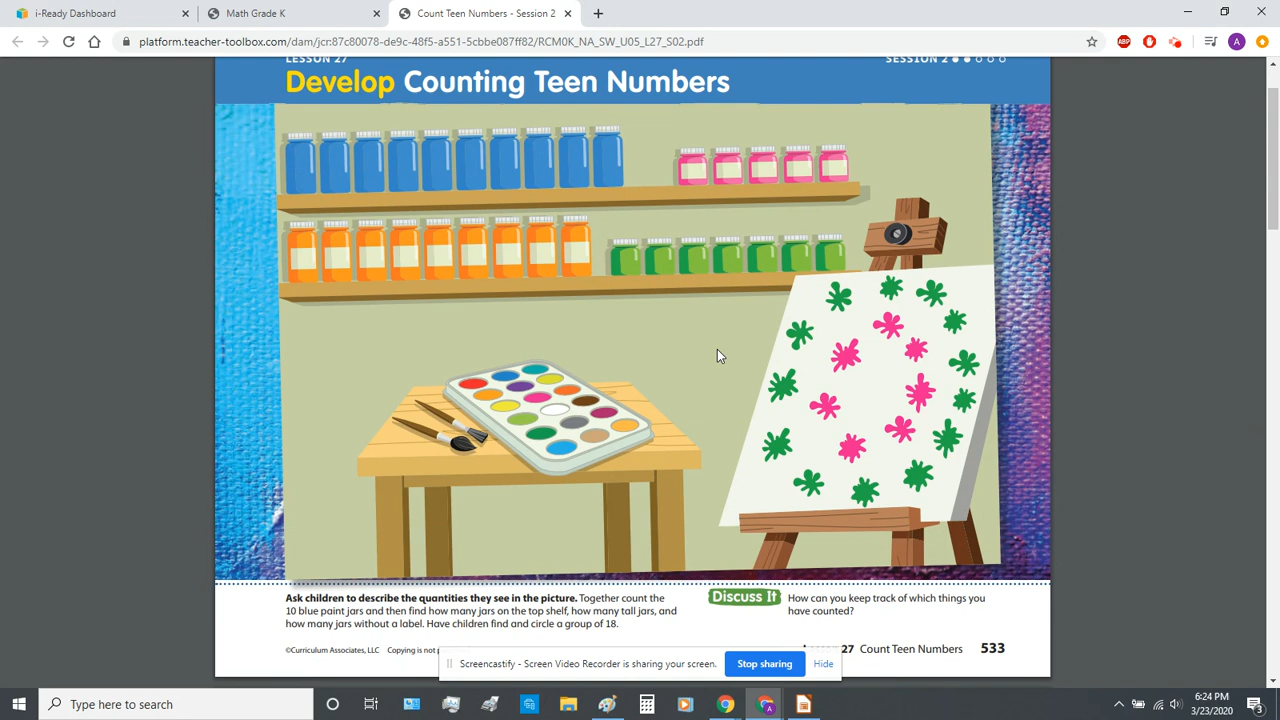 i-Ready Dashboard
Math Grade K
Count Teen Numbers - Session 2
platform.teacher-toolbox.com/dam/jcr:87c80078-de9c-48f5-a551-5cbbe087ff82/RCM0K_NA_SW_U05_L27_S02.pdf
ABP
A
LESSON 27
SESSION 2
Develop Counting Teen Numbers
Ask children to describe the quantities they see in the picture. Together count the
10 blue paint jars and then find how many jars on the top shelf, how many tall jars, and
how many jars without a label. Have children find and circle a group of 18.
Discuss It
How can you keep track of which things you
have counted?
©Curriculum Associates, LLC Copying is not
27 Count Teen Numbers 533
Screencastify - Screen Video Recorder is sharing your screen.
Stop sharing
Hide
Type here to search
A
6:24 PM
3/23/2020
3